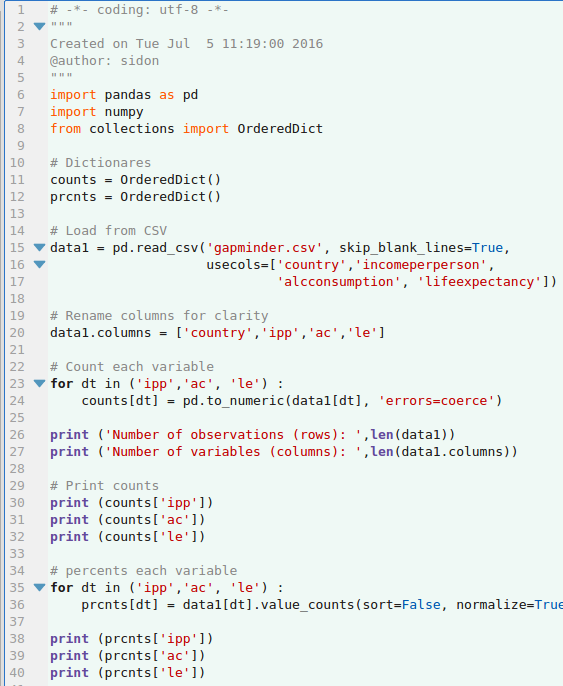 1 # -*- coding: utf-8 -*-
2 """
3 Created on Tue Jul  5 11:19:00 2016
4 @author: sidon
5 """
6 import pandas as pd
7 import numpy
8 from collections import OrderedDict
9
10 # Dictionares
11 counts = OrderedDict()
12 prcnts = OrderedDict()
13
14 # Load from CSV
15 data1 = pd.read_csv('gapminder.csv', skip_blank_lines=True,
16                     usecols=['country','incomeperperson',
17                              'alcconsumption', 'lifeexpectancy'])
18
19 # Rename columns for clarity
20 data1.columns = ['country','ipp','ac','le']
21
22 # Count each variable
23 for dt in ('ipp','ac', 'le') :
24     counts[dt] = pd.to_numeric(data1[dt], 'errors=coerce')
25
26 print ('Number of observations (rows): ',len(data1))
27 print ('Number of variables (columns): ',len(data1.columns))
28
29 # Print counts
30 print (counts['ipp'])
31 print (counts['ac'])
32 print (counts['le'])
33
34 # percents each variable
35 for dt in ('ipp','ac', 'le') :
36     prcnts[dt] = data1[dt].value_counts(sort=False, normalize=True
37
38 print (prcnts['ipp'])
39 print (prcnts['ac'])
40 print (prcnts['le'])